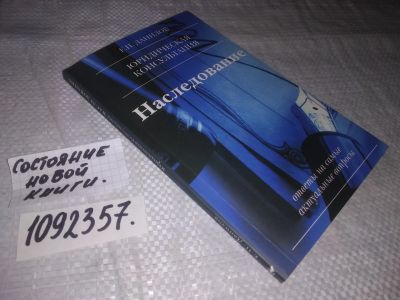 Е.П. ДАНИЛОВ
ЮРИДИЧЕСКАЯ
КОНСУЛЬТАЦИЯ
Наследование
ответы на самые
актуальные вопросы
СОСТОЯНИЕ
НОВОЙ
КНИГИ.
1092357.